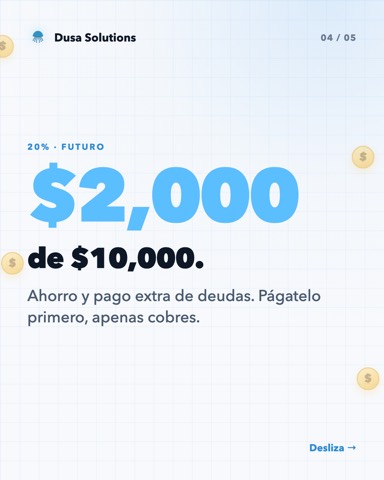 Dusa Solutions
04 / 05
20% · FUTURO
$2,000
de $10,000.
Ahorro y pago extra de deudas. Págatelo
primero, apenas cobres.
$
$
$
$
Desliza →